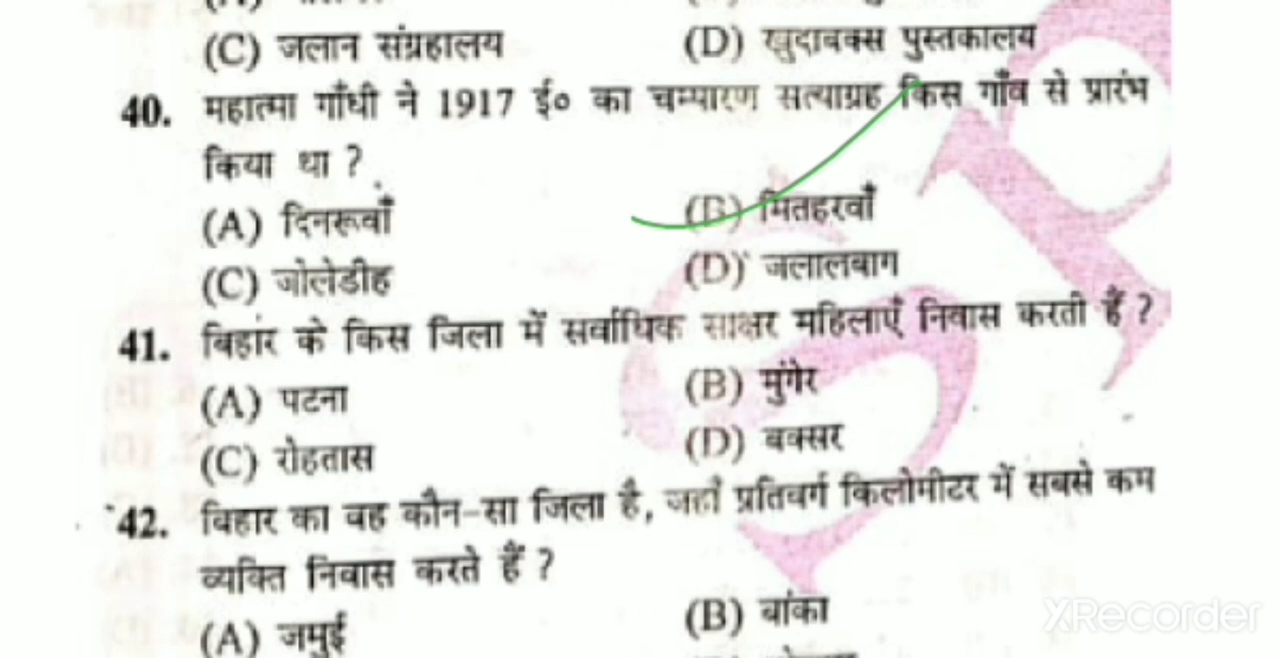 (C) जलान संग्रहालय (D) खुदावक्स पुस्तकालय
40. महात्मा गाँधी ने 1917 ई० का चम्पारण सत्याग्रह किस गाँव से प्रारंभ
किया था ?
(A) दिनरूवाँ (B) भितहरवाँ
(C) जोलेडीह (D) जलालबाग
41. बिहार के किस जिला में सर्वाधिक साक्षर महिलाएँ निवास करती हैं ?
(A) पटना (B) मुंगेर
(C) रोहतास (D) बक्सर
42. बिहार का वह कौन-सा जिला है, जहाँ प्रतिवर्ग किलोमीटर में सबसे कम
व्यक्ति निवास करते हैं ?
(A) जमुई (B) बांका
XRecorder